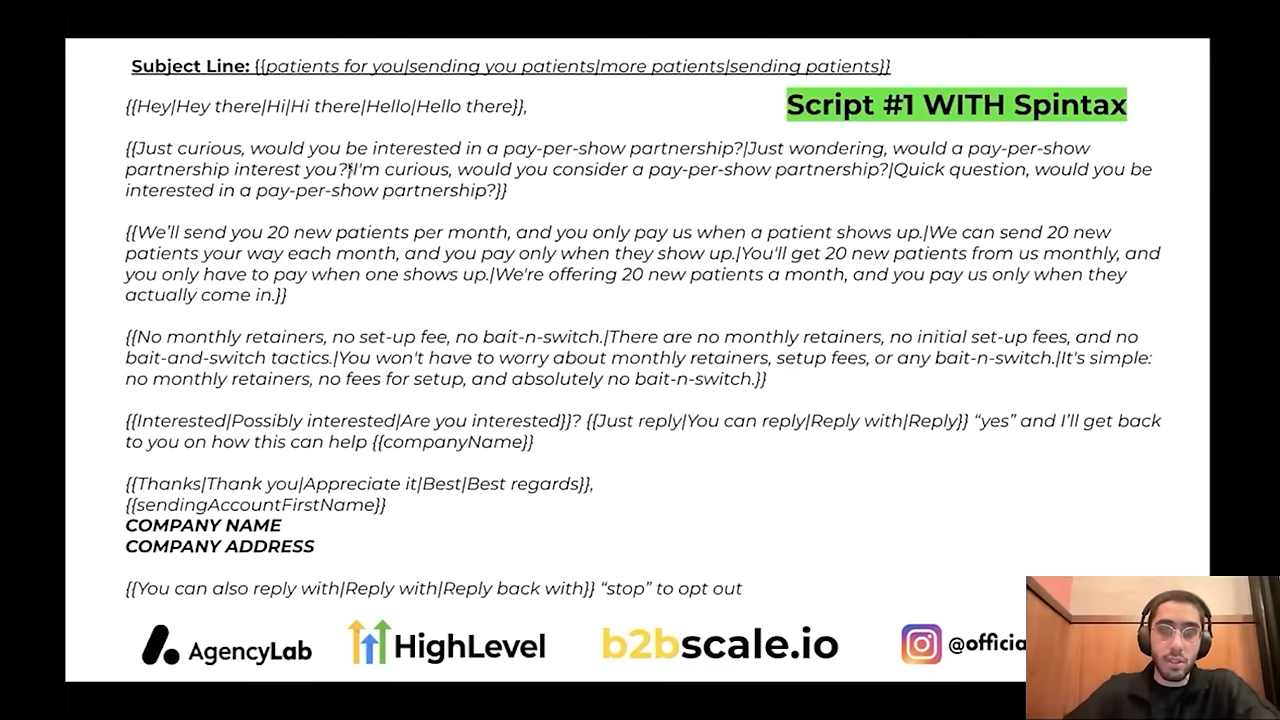 Subject Line: {{patients for you|sending you patients|more patients|sending patients}}
Script #1 WITH Spintax
{{Hey|Hey there|Hi|Hi there|Hello|Hello there}},
{{Just curious, would you be interested in a pay-per-show partnership?|Just wondering, would a pay-per-show
partnership interest you?|I'm curious, would you consider a pay-per-show partnership?|Quick question, would you be
interested in a pay-per-show partnership?}}
{{We’ll send you 20 new patients per month, and you only pay us when a patient shows up.|We can send 20 new
patients your way each month, and you pay only when they show up.|You'll get 20 new patients from us monthly, and
you only have to pay when one shows up.|We're offering 20 new patients a month, and you pay us only when they
actually come in.}}
{{No monthly retainers, no set-up fee, no bait-n-switch.|There are no monthly retainers, no initial set-up fees, and no
bait-and-switch tactics.|You won't have to worry about monthly retainers, setup fees, or any bait-n-switch.|It's simple:
no monthly retainers, no fees for setup, and absolutely no bait-n-switch.}}
{{Interested|Possibly interested|Are you interested}}? {{Just reply|You can reply|Reply with|Reply}} “yes” and I’ll get back
to you on how this can help {{companyName}}
{{Thanks|Thank you|Appreciate it|Best|Best regards}},
{{sendingAccountFirstName}}
COMPANY NAME
COMPANY ADDRESS
{{You can also reply with|Reply with|Reply back with}} “stop” to opt out
AgencyLab HighLevel b2bscale.io @officia